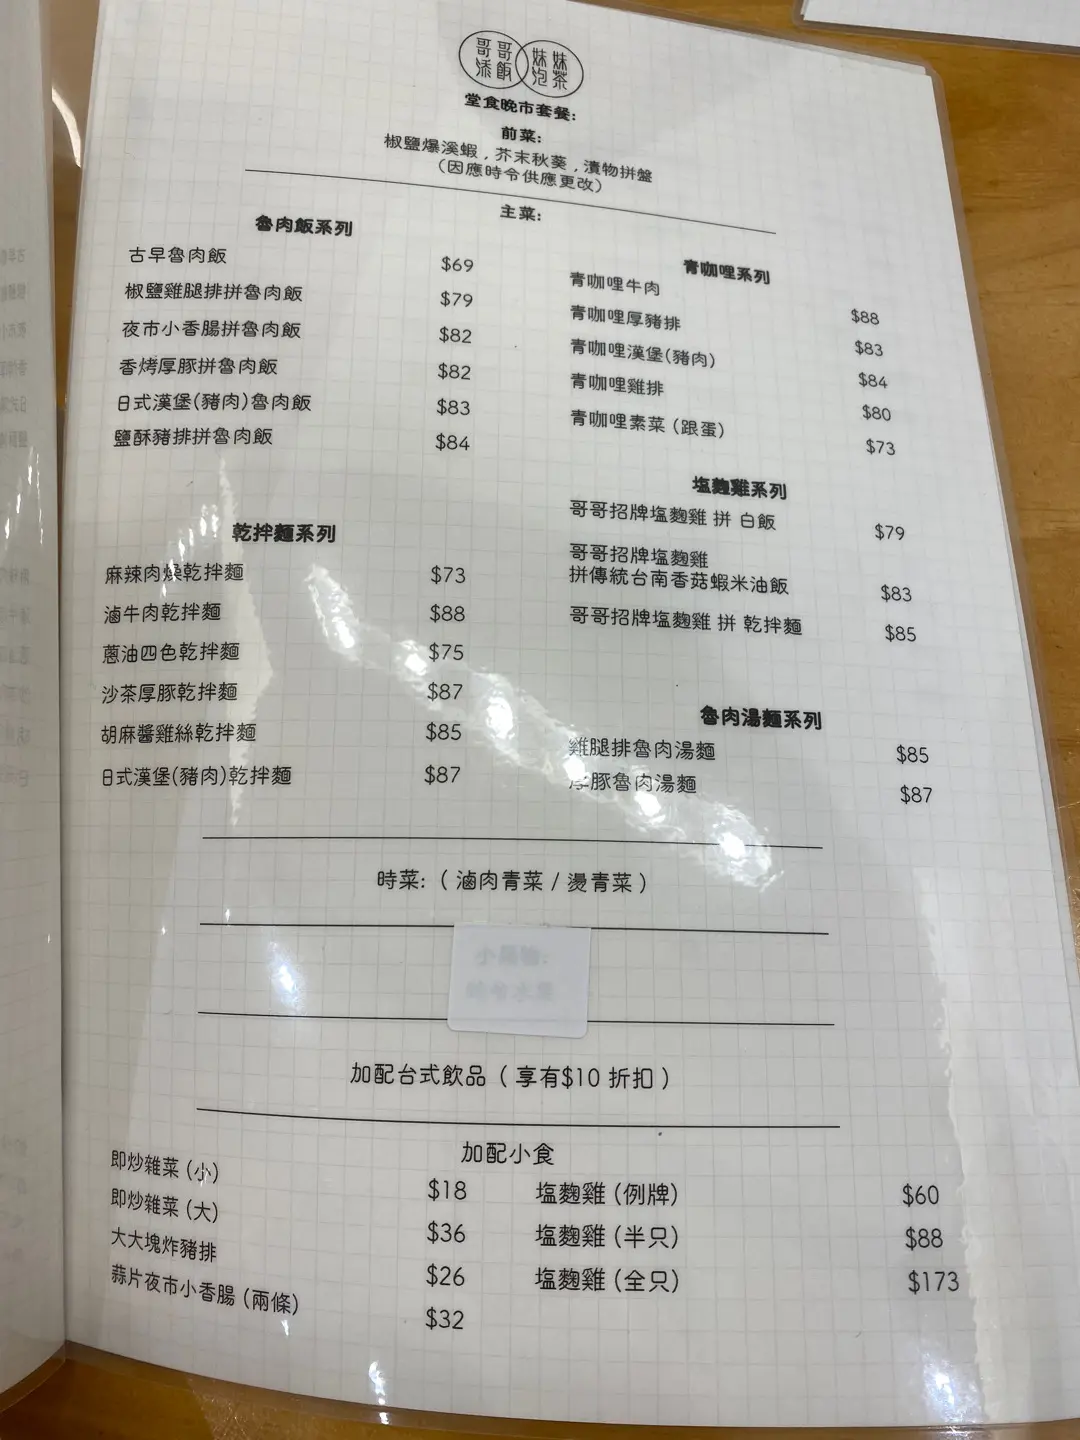 哥哥 妹妹
添飯 泡茶
堂食晚市套餐:
前菜:
椒鹽爆溪蝦 , 芥末秋葵 , 漬物拼盤
(因應時令供應更改)
主菜:
魯肉飯系列
古早魯肉飯 $69
椒鹽雞腿排拼魯肉飯 $79
夜市小香腸拼魯肉飯 $82
香烤厚豚拼魯肉飯 $82
日式漢堡(豬肉)魯肉飯 $83
鹽酥豬排拼魯肉飯 $84
乾拌麵系列
麻辣肉燥乾拌麵 $73
滷牛肉乾拌麵 $88
蔥油四色乾拌麵 $75
沙茶厚豚乾拌麵 $87
胡麻醬雞絲乾拌麵 $85
日式漢堡(豬肉)乾拌麵 $87
青咖哩系列
青咖哩牛肉 $88
青咖哩厚豬排 $83
青咖哩漢堡(豬肉) $84
青咖哩雞排 $80
青咖哩素菜 (跟蛋) $73
塩麴雞系列
哥哥招牌塩麴雞 拼 白飯 $79
哥哥招牌塩麴雞
拼傳統台南香菇蝦米油飯 $83
哥哥招牌塩麴雞 拼 乾拌麵 $85
魯肉湯麵系列
雞腿排魯肉湯麵 $85
厚豚魯肉湯麵 $87
時菜: ( 滷肉青菜 / 燙青菜 )
加配台式飲品 ( 享有$10 折扣 )
加配小食
即炒雜菜 (小) $18
即炒雜菜 (大) $36
大大塊炸豬排 $26
蒜片夜市小香腸 (兩條) $32
塩麴雞 (例牌) $60
塩麴雞 (半只) $88
塩麴雞 (全只) $173